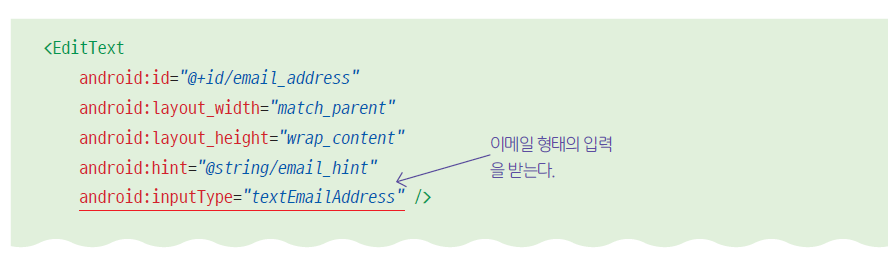 <EditText
android:id="@+id/email_address"
android:layout_width="match_parent"
android:layout_height="wrap_content"
android:hint="@string/email_hint"
android:inputType="textEmailAddress" />
이메일 형태의 입력
을 받는다.